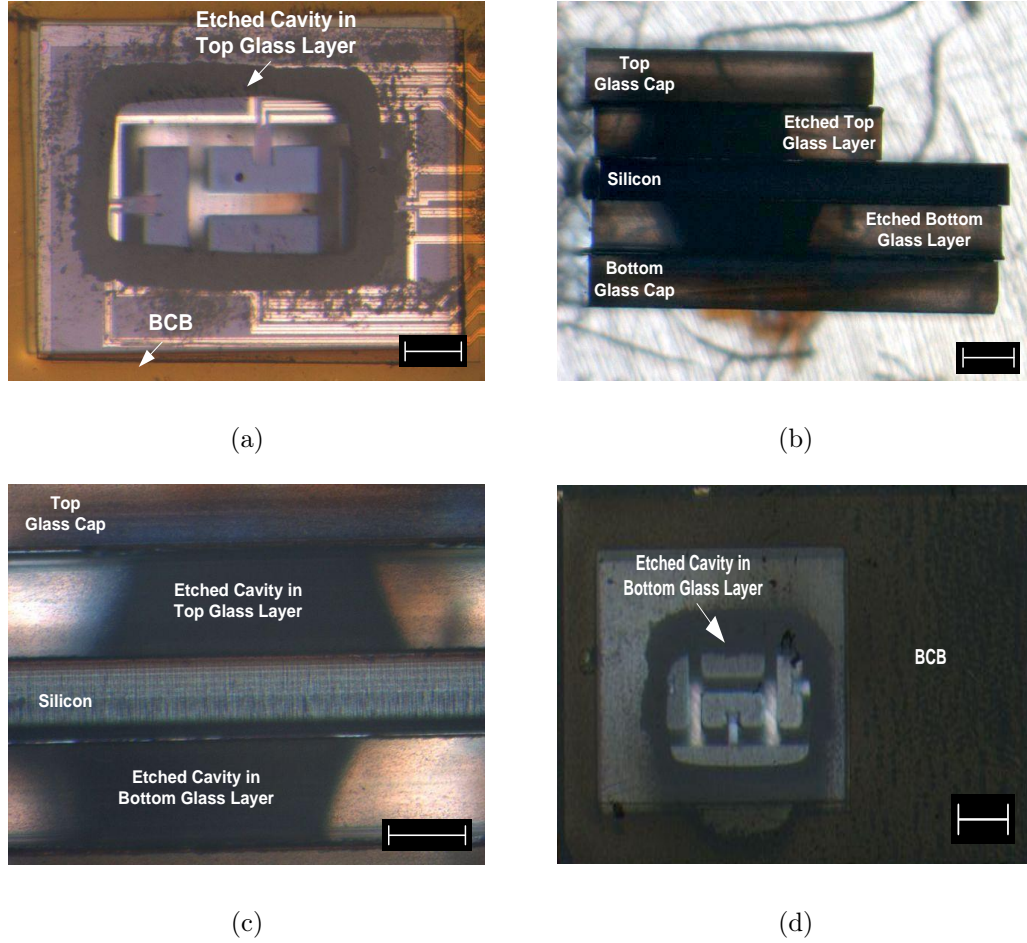 Etched Cavity in
Top Glass Layer
BCB
(a)
Top
Glass Cap
Etched Top
Glass Layer
Silicon
Etched Bottom
Glass Layer
Bottom
Glass Cap
(b)
Top
Glass Cap
Etched Cavity in
Top Glass Layer
Silicon
Etched Cavity in
Bottom Glass Layer
(c)
Etched Cavity in
Bottom Glass Layer
BCB
(d)